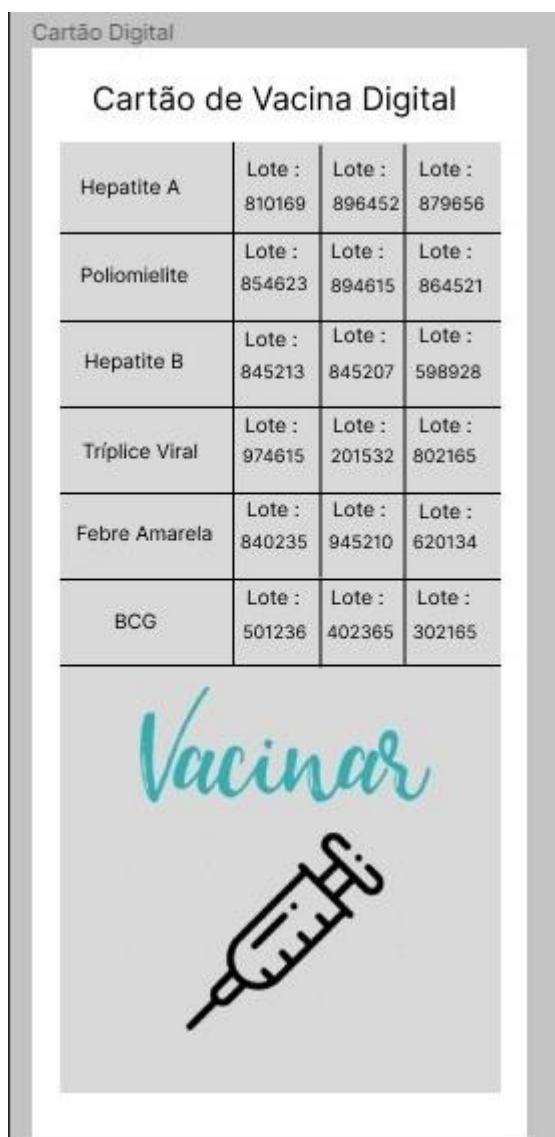 Cartão Digital
Cartão de Vacina Digital
Hepatite A
Lote : Lote : Lote :
810169 896452 879656
Poliomielite
Lote : Lote : Lote :
854623 894615 864521
Hepatite B
Lote : Lote : Lote :
845213 845207 598928
Tríplice Viral
Lote : Lote : Lote :
974615 201532 802165
Febre Amarela
Lote : Lote : Lote :
840235 945210 620134
BCG
Lote : Lote : Lote :
501236 402365 302165
Vacinar